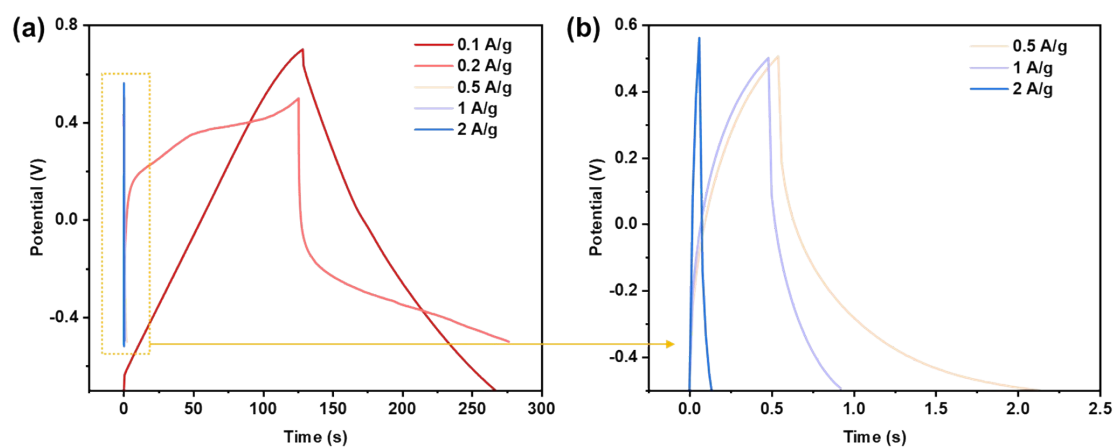 (a)
0.8
0.4
0.0
-0.4
Potential (V)
0.1 A/g
0.2 A/g
0.5 A/g
1 A/g
2 A/g
0
50
100
150
200
250
300
Time (s)
(b)
0.6
0.4
0.2
0.0
-0.2
-0.4
Potential (V)
0.5 A/g
1 A/g
2 A/g
0.0
0.5
1.0
1.5
2.0
2.5
Time (s)